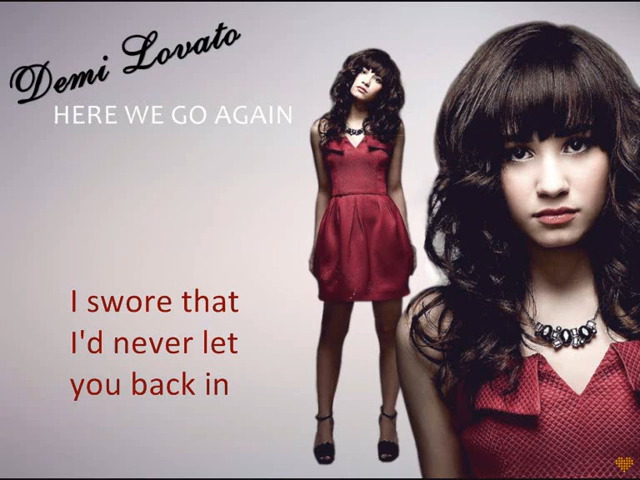 Demi Lovato
HERE WE GO AGAIN
I swore that
I'd never let
you back in